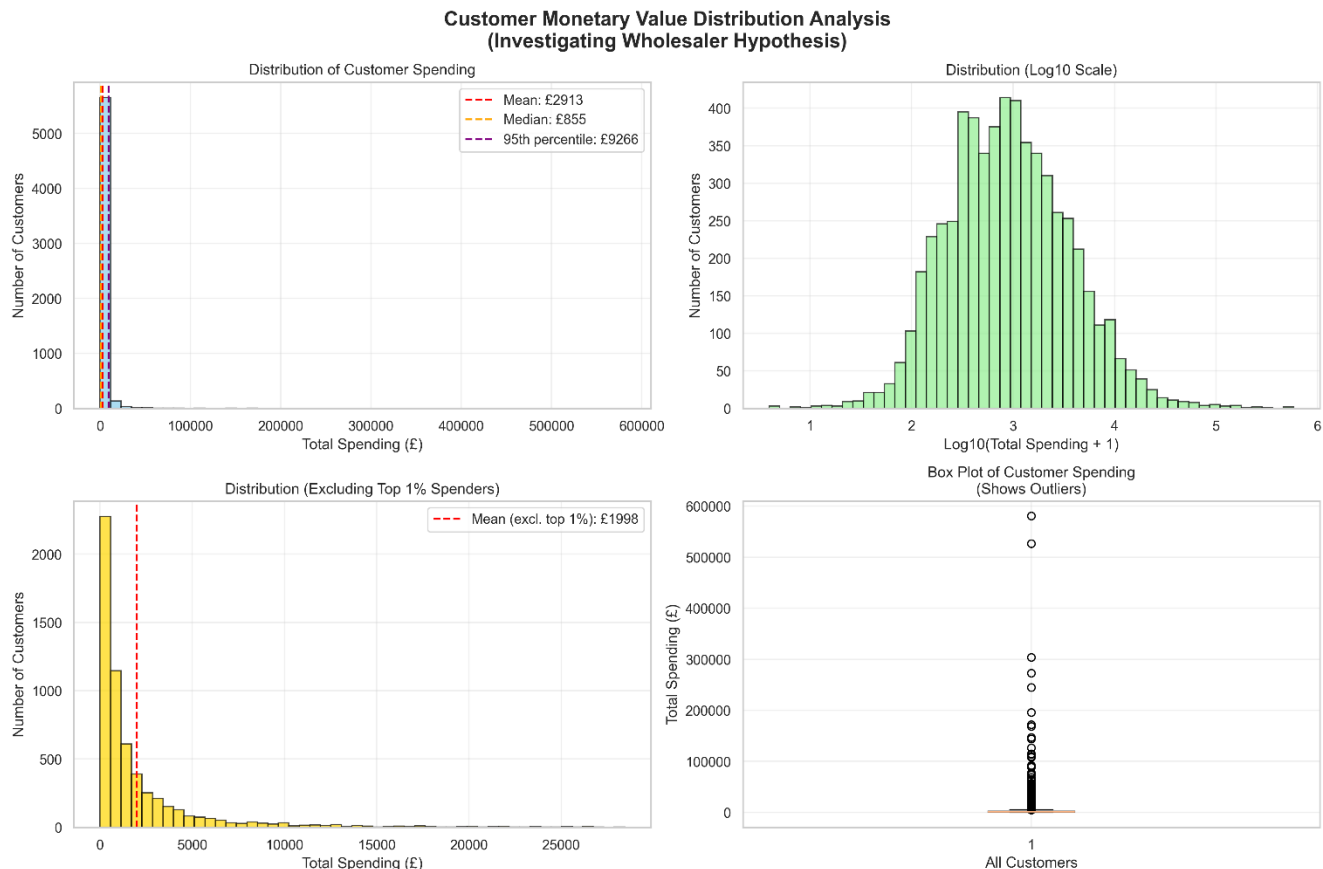 Customer Monetary Value Distribution Analysis
(Investigating Wholesaler Hypothesis)
Distribution of Customer Spending
Number of Customers
5000
4000
3000
2000
1000
0
Mean: £2913
Median: £855
95th percentile: £9266
0 100000 200000 300000 400000 500000 600000
Total Spending (£)
Distribution (Log10 Scale)
Number of Customers
400
350
300
250
200
150
100
50
0
1 2 3 4 5 6
Log10(Total Spending + 1)
Distribution (Excluding Top 1% Spenders)
Number of Customers
2000
1500
1000
500
0
Mean (excl. top 1%): £1998
0 5000 10000 15000 20000 25000
Total Spending (£)
Box Plot of Customer Spending
(Shows Outliers)
Total Spending (£)
600000
500000
400000
300000
200000
100000
0
1
All Customers